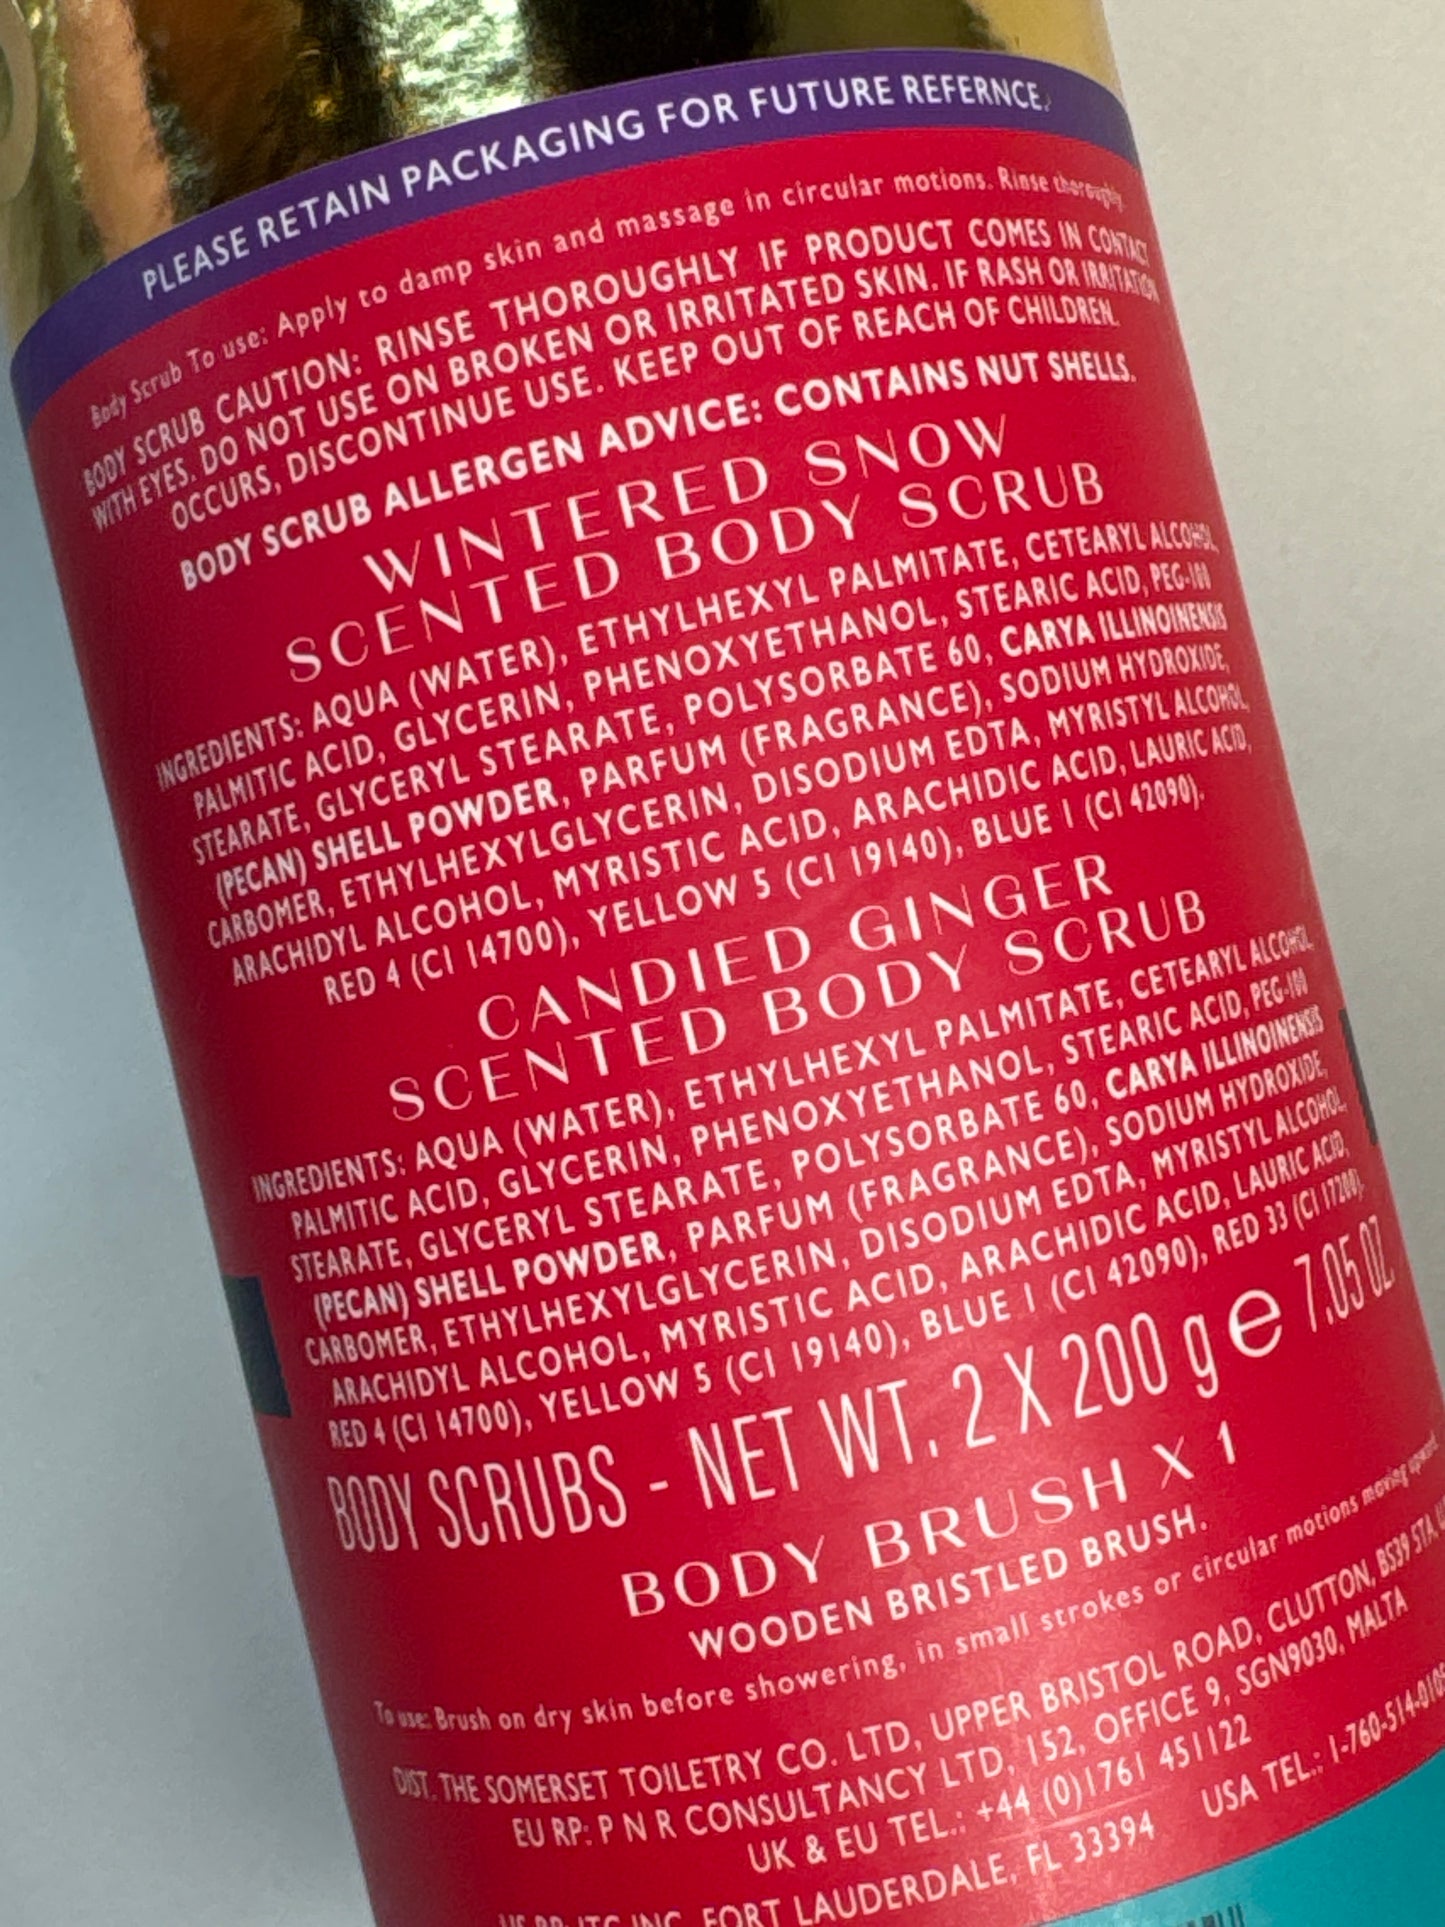 PLEASE RETAIN PACKAGING FOR FUTURE REFERNCE.
Body Scrub To use: Apply to damp skin and massage in circular motions. Rinse thoroughly.
BODY SCRUB CAUTION: RINSE THOROUGHLY IF PRODUCT COMES IN CONTACT
WITH EYES. DO NOT USE ON BROKEN OR IRRITATED SKIN. IF RASH OR IRRITATION
OCCURS, DISCONTINUE USE. KEEP OUT OF REACH OF CHILDREN.
BODY SCRUB ALLERGEN ADVICE: CONTAINS NUT SHELLS.
WINTERED SNOW
SCENTED BODY SCRUB
INGREDIENTS: AQUA (WATER), ETHYLHEXYL PALMITATE, CETEARYL ALCOHOL,
PALMITIC ACID, GLYCERIN, PHENOXYETHANOL, STEARIC ACID, PEG-100
STEARATE, GLYCERYL STEARATE, POLYSORBATE 60, CARYA ILLINOINENSIS
(PECAN) SHELL POWDER, PARFUM (FRAGRANCE), SODIUM HYDROXIDE,
CARBOMER, ETHYLHEXYLGLYCERIN, DISODIUM EDTA, MYRISTYL ALCOHOL,
ARACHIDYL ALCOHOL, MYRISTIC ACID, ARACHIDIC ACID, LAURIC ACID,
RED 4 (CI 14700), YELLOW 5 (CI 19140), BLUE 1 (CI 42090).
CANDIED GINGER
SCENTED BODY SCRUB
INGREDIENTS: AQUA (WATER), ETHYLHEXYL PALMITATE, CETEARYL ALCOHOL,
PALMITIC ACID, GLYCERIN, PHENOXYETHANOL, STEARIC ACID, PEG-100
STEARATE, GLYCERYL STEARATE, POLYSORBATE 60, CARYA ILLINOINENSIS
(PECAN) SHELL POWDER, PARFUM (FRAGRANCE), SODIUM HYDROXIDE,
CARBOMER, ETHYLHEXYLGLYCERIN, DISODIUM EDTA, MYRISTYL ALCOHOL,
ARACHIDYL ALCOHOL, MYRISTIC ACID, ARACHIDIC ACID, LAURIC ACID,
RED 4 (CI 14700), YELLOW 5 (CI 19140), BLUE 1 (CI 42090), RED 33 (CI 17200).
BODY SCRUBS - NET WT. 2 X 200 g e 7.05 OZ.
BODY BRUSH X 1
WOODEN BRISTLED BRUSH.
To use: Brush on dry skin before showering, in small strokes or circular motions moving upward.
DIST. THE SOMERSET TOILETRY CO. LTD, UPPER BRISTOL ROAD, CLUTTON, BS39 5TA,
EU RP: P N R CONSULTANCY LTD, 152, OFFICE 9, SGN9030, MALTA
UK & EU TEL.: +44 (0)1761 451122
USA TEL.: 1-760-514-010
FORT LAUDERDALE, FL 33394